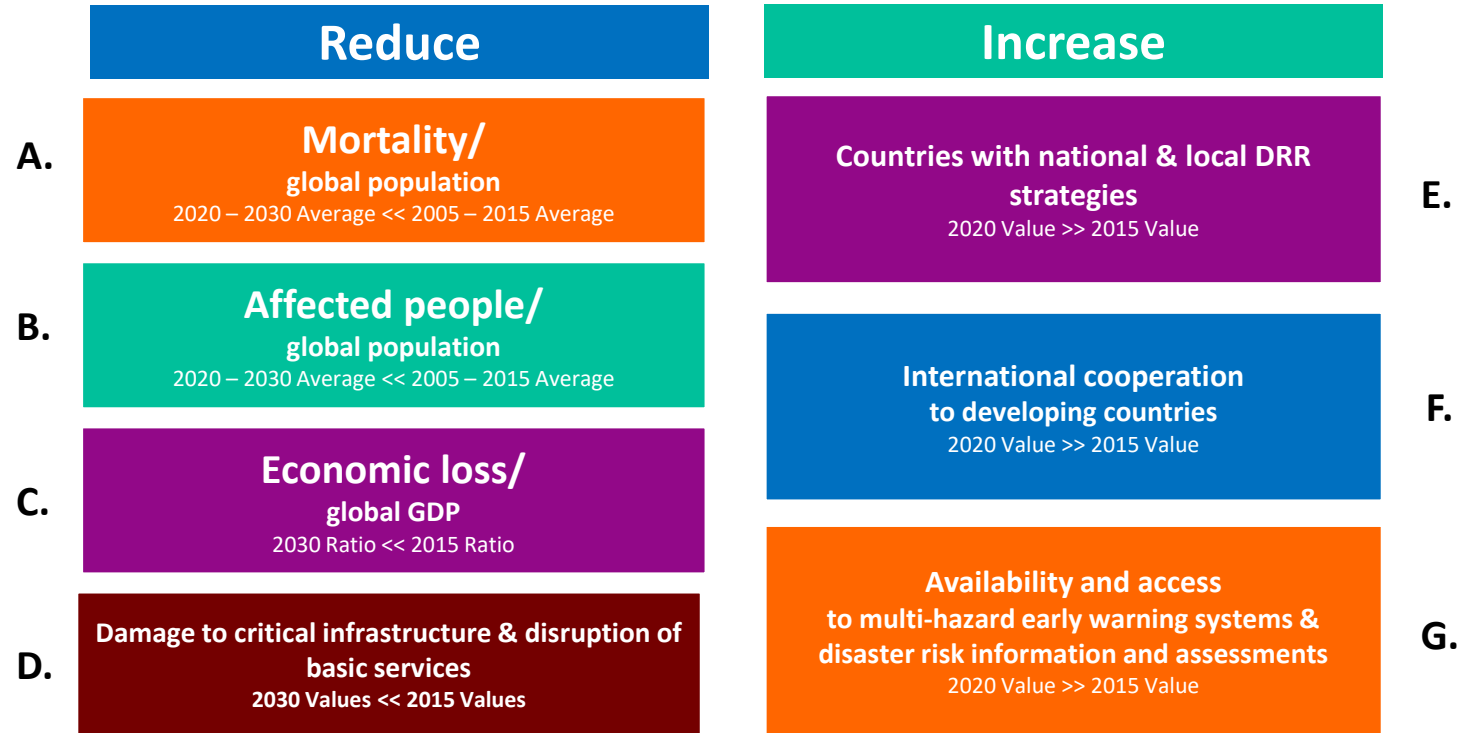 Reduce
A.
Mortality/
global population
2020 – 2030 Average << 2005 – 2015 Average
B.
Affected people/
global population
2020 – 2030 Average << 2005 – 2015 Average
C.
Economic loss/
global GDP
2030 Ratio << 2015 Ratio
D.
Damage to critical infrastructure & disruption of
basic services
2030 Values << 2015 Values
Increase
Countries with national & local DRR
strategies
2020 Value >> 2015 Value
E.
International cooperation
to developing countries
2020 Value >> 2015 Value
F.
Availability and access
to multi-hazard early warning systems &
disaster risk information and assessments
2020 Value >> 2015 Value
G.